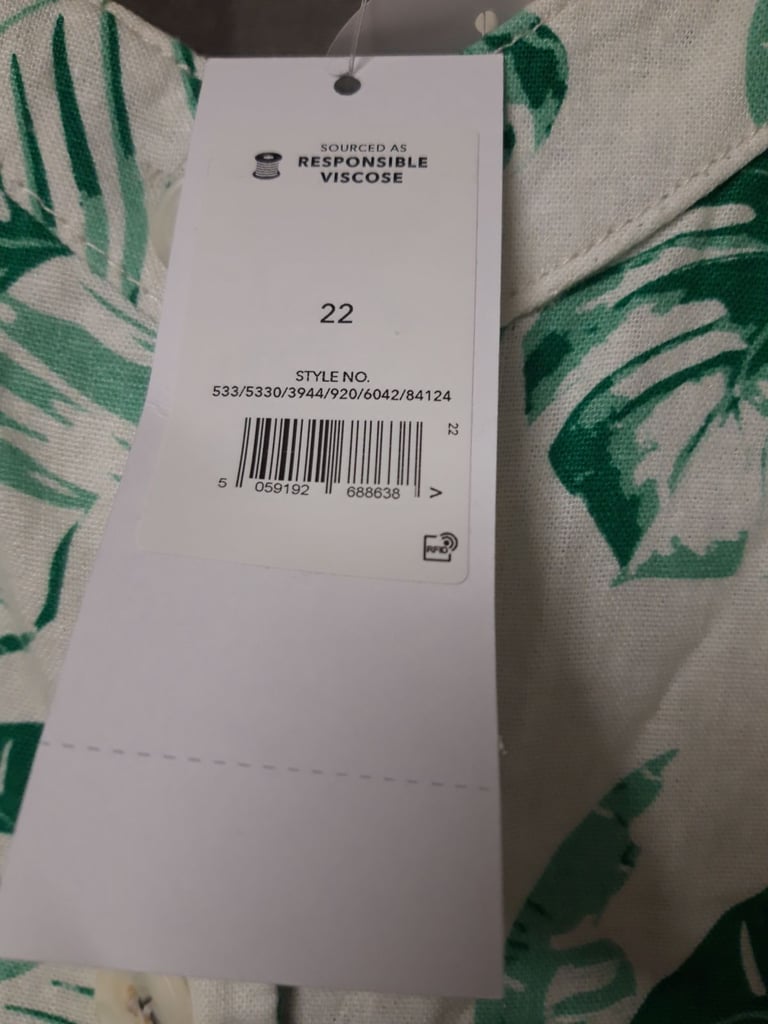 SOURCED AS
RESPONSIBLE
VISCOSE
22
STYLE NO.
533/5330/3944/920/6042/84124
22
5 059192 688638 >
RFID